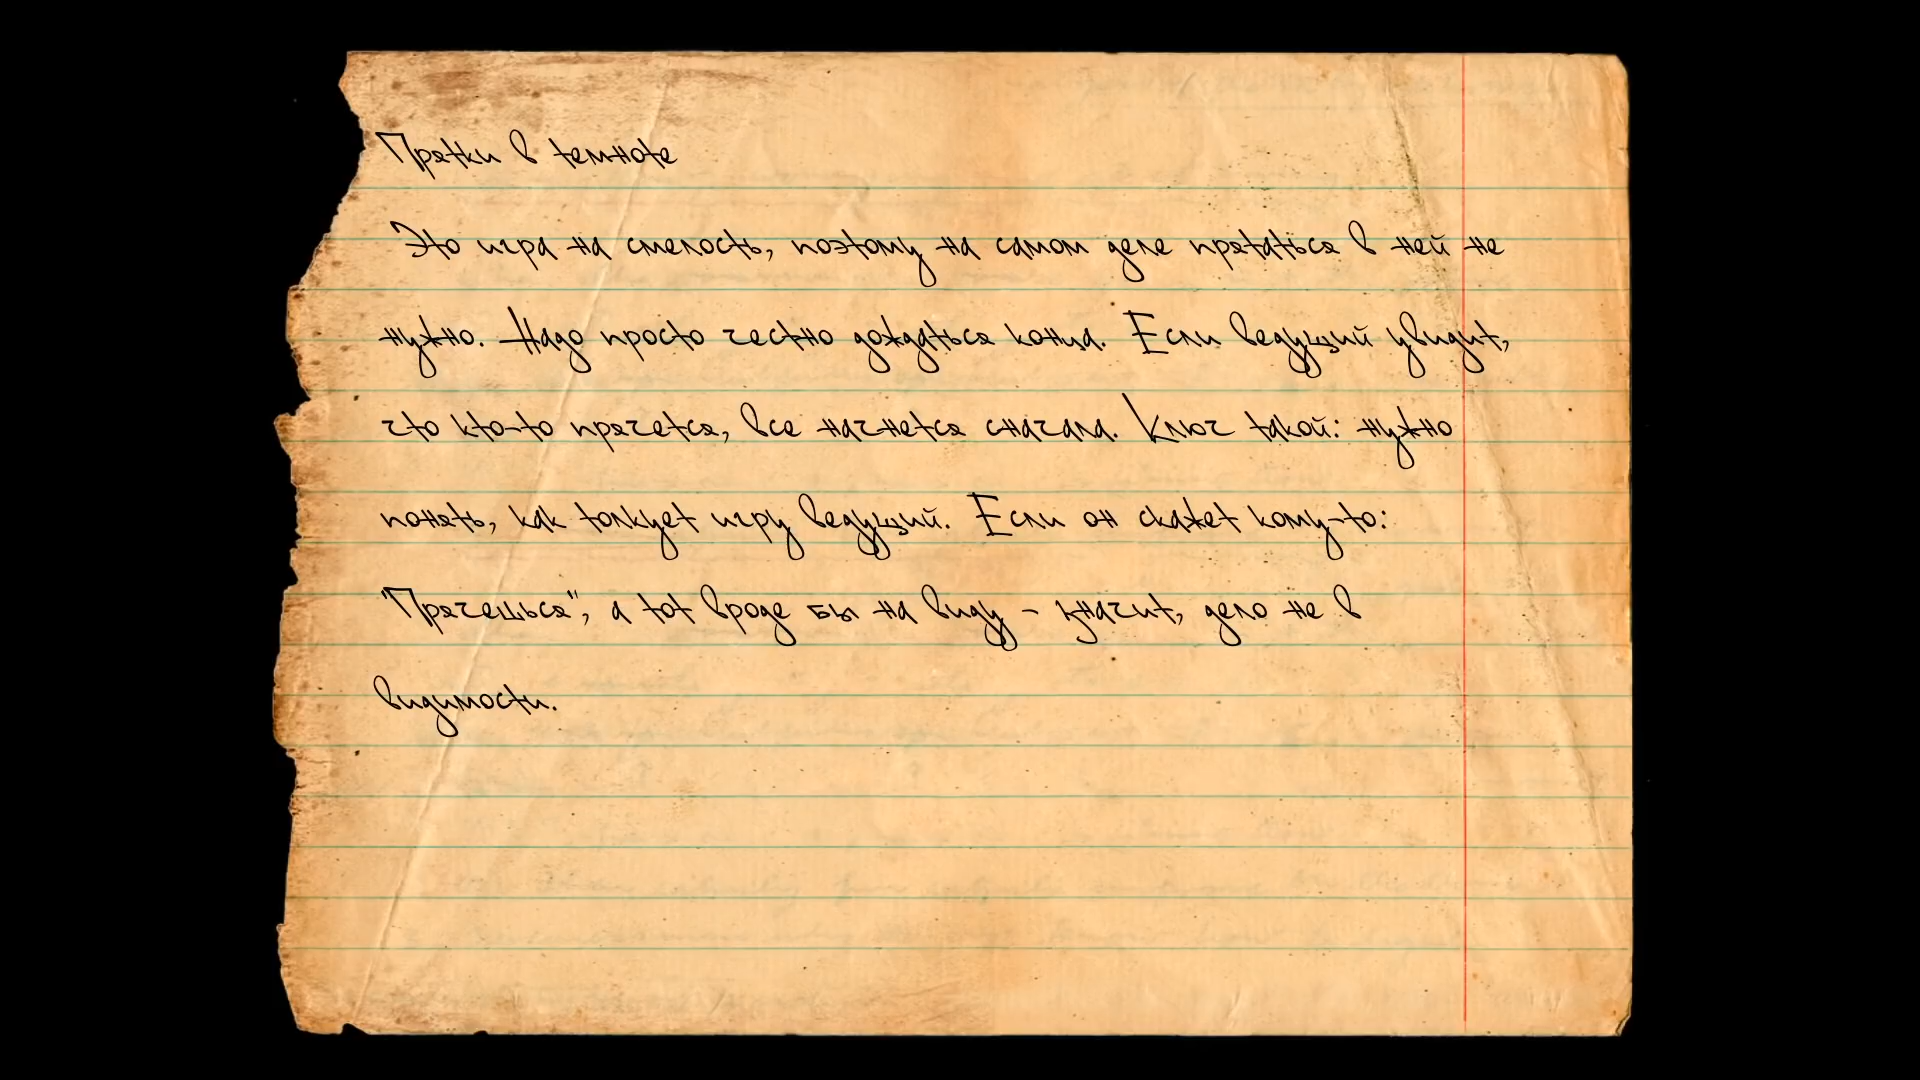 Прятки в темноте
Это игра на смелость, поэтому на самом деле прятаться в ней не
нужно. Надо просто честно дождаться конца. Если ведущий увидит,
что кто-то прячется, все начнется сначала. Ключ такой: нужно
понять, как толкует игру ведущий. Если он скажет кому-то:
"Прячешься", а тот вроде бы на виду - значит, дело не в
видимости.